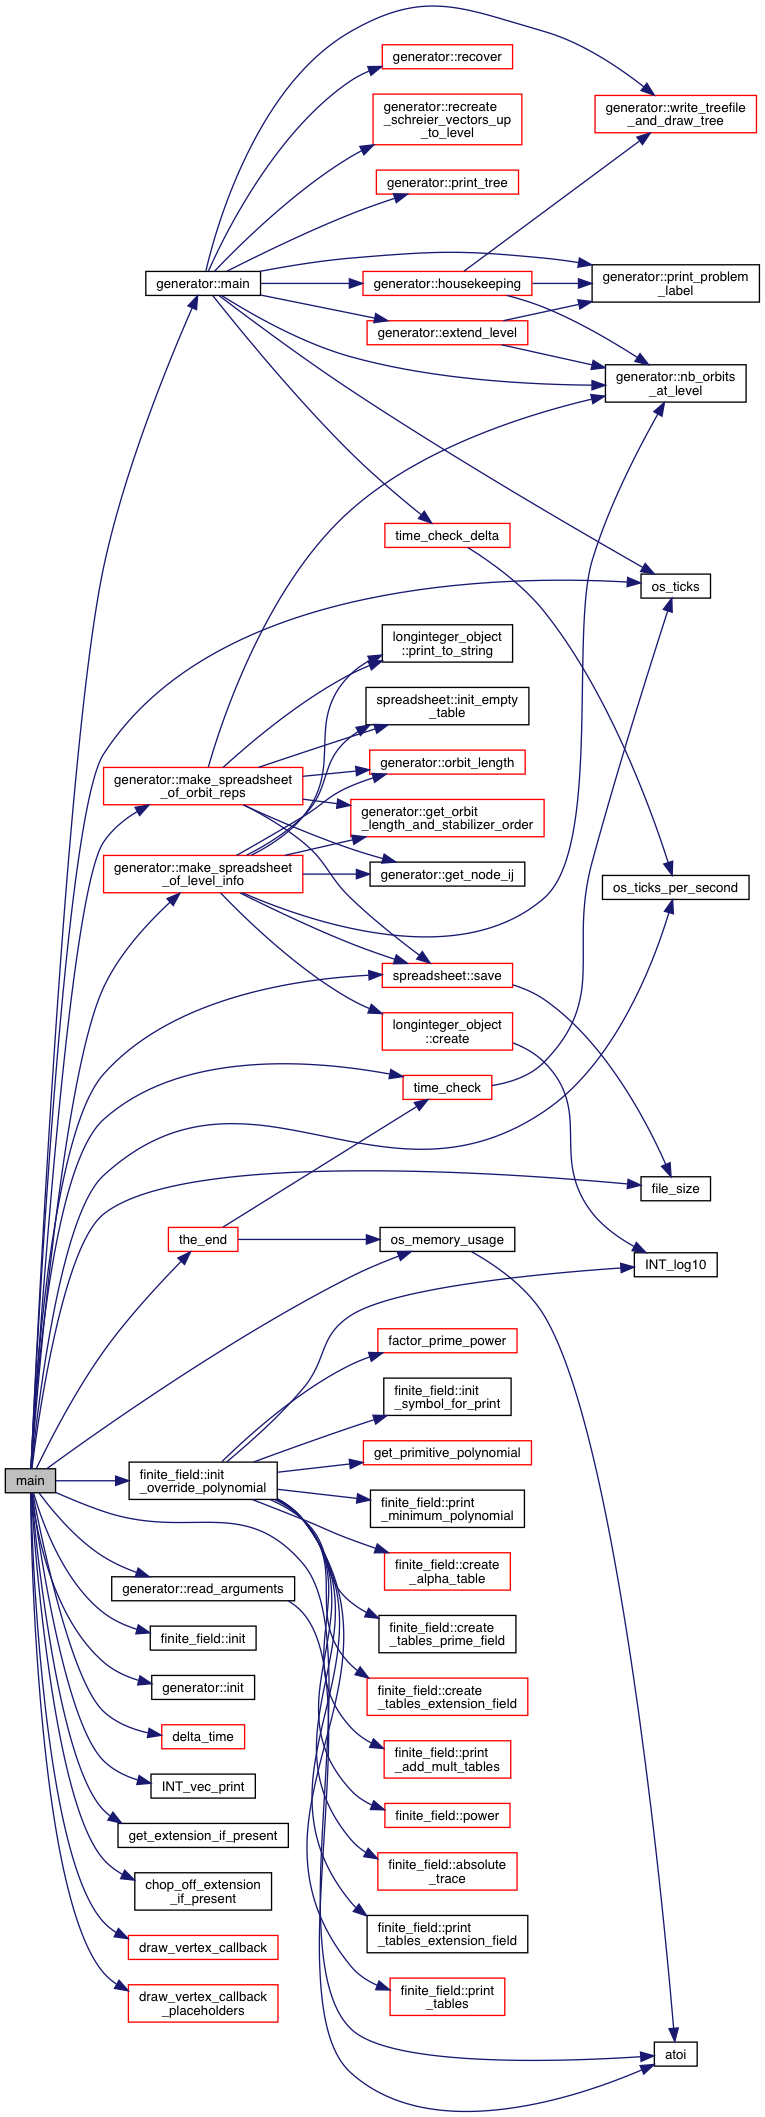 generator::recover
generator::write_treefile
_and_draw_tree
generator::recreate
_schreier_vectors_up
_to_level
generator::print_tree
generator::main
generator::housekeeping
generator::print_problem
_label
generator::extend_level
generator::nb_orbits
_at_level
time_check_delta
os_ticks
longinteger_object
::print_to_string
spreadsheet::init_empty
_table
generator::orbit_length
generator::make_spreadsheet
_of_orbit_reps
generator::get_orbit
_length_and_stabilizer_order
generator::make_spreadsheet
_of_level_info
generator::get_node_ij
os_ticks_per_second
spreadsheet::save
longinteger_object
::create
time_check
file_size
the_end
os_memory_usage
INT_log10
factor_prime_power
finite_field::init
_symbol_for_print
get_primitive_polynomial
main
finite_field::init
_override_polynomial
finite_field::print
_minimum_polynomial
finite_field::create
_alpha_table
generator::read_arguments
finite_field::create
_tables_prime_field
finite_field::init
generator::init
finite_field::create
_tables_extension_field
delta_time
finite_field::print
_add_mult_tables
INT_vec_print
finite_field::power
get_extension_if_present
finite_field::absolute
_trace
chop_off_extension
_if_present
finite_field::print
_tables_extension_field
draw_vertex_callback
draw_vertex_callback
_placeholders
finite_field::print
_tables
atoi